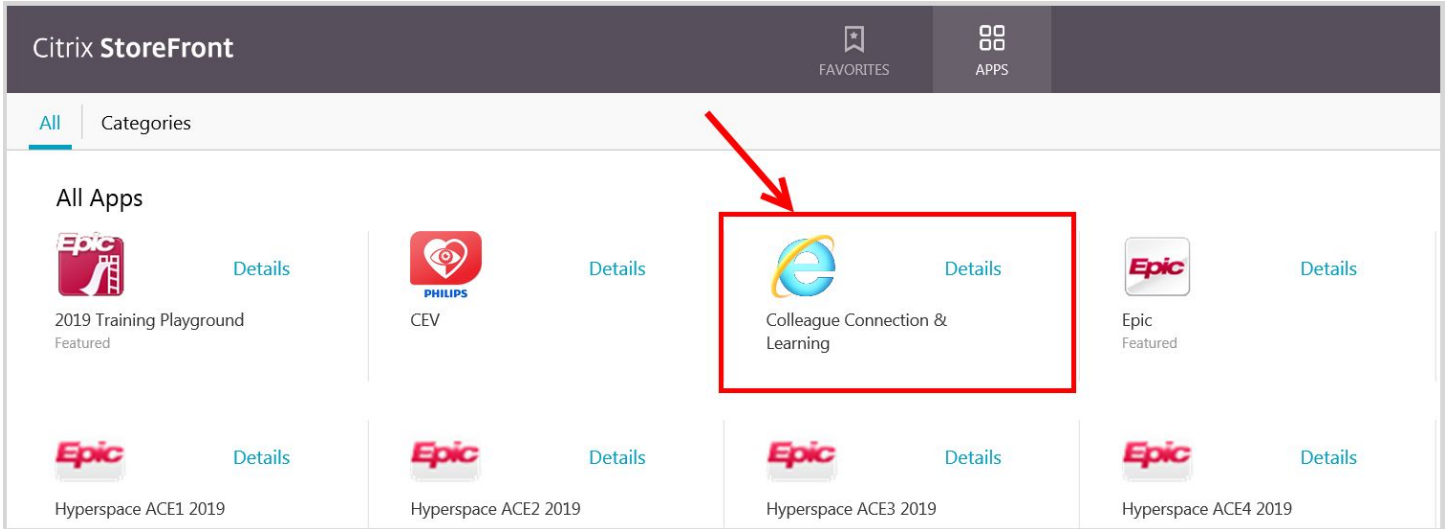 Citrix StoreFront
FAVORITES
APPS
All
Categories
All Apps
Epic
Details
2019 Training Playground
Featured
PHILIPS
Details
CEV
Details
Colleague Connection &
Learning
Epic
Details
Epic
Featured
Epic
Details
Hyperspace ACE1 2019
Epic
Details
Hyperspace ACE2 2019
Epic
Details
Hyperspace ACE3 2019
Epic
Details
Hyperspace ACE4 2019